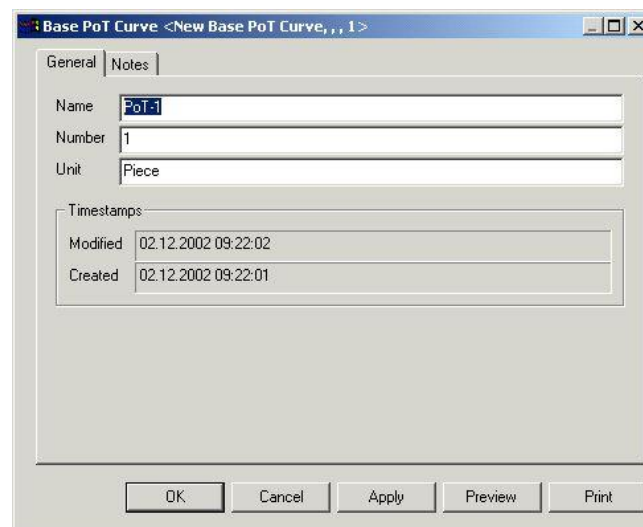 Base PoT Curve <New Base PoT Curve, , , 1>
General Notes
Name PoT-1
Number 1
Unit Piece
Timestamps
Modified 02.12.2002 09:22:02
Created 02.12.2002 09:22:01
OK Cancel Apply Preview Print